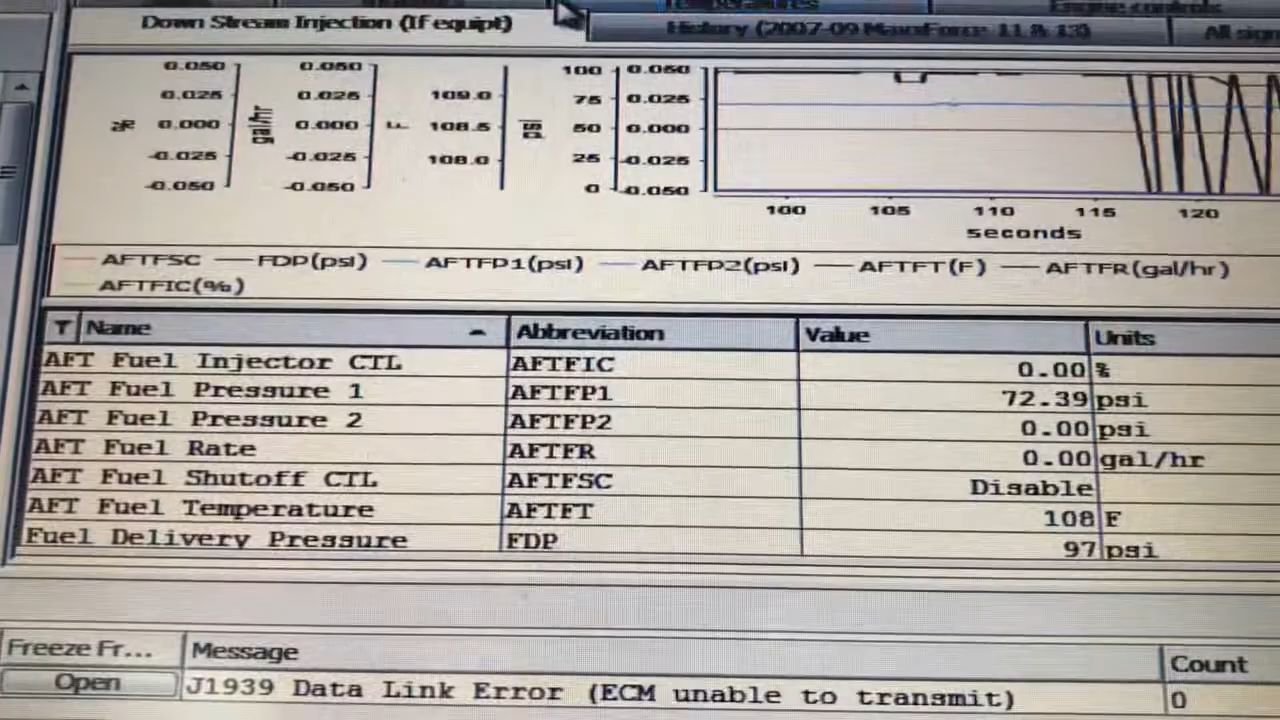 Temperatures Engine controls
Down Stream Injection (If equipt)
History (2007-09 MaxxForce 11 & 13) All sign
0.050 0.050 100 0.050
0.025 0.025 109.0 75 0.025
% 0.000 gal/hr 0.000 F 108.5 psi 50 0.000
-0.025 -0.025 108.0 25 -0.025
-0.050 -0.050 0 -0.050
100 105 110 115 120
seconds
AFTFSC FDP(psi) AFTFP1(psi) AFTFP2(psi) AFTFT(F) AFTFR(gal/hr)
AFTFIC(%)
Name Abbreviation Value Units
AFT Fuel Injector CTL AFTFIC 0.00 %
AFT Fuel Pressure 1 AFTFP1 72.39 psi
AFT Fuel Pressure 2 AFTFP2 0.00 psi
AFT Fuel Rate AFTFR 0.00 gal/hr
AFT Fuel Shutoff CTL AFTFSC Disable
AFT Fuel Temperature AFTFT 108 F
Fuel Delivery Pressure FDP 97 psi
Freeze Fr... Message Count
Open J1939 Data Link Error (ECM unable to transmit) 0